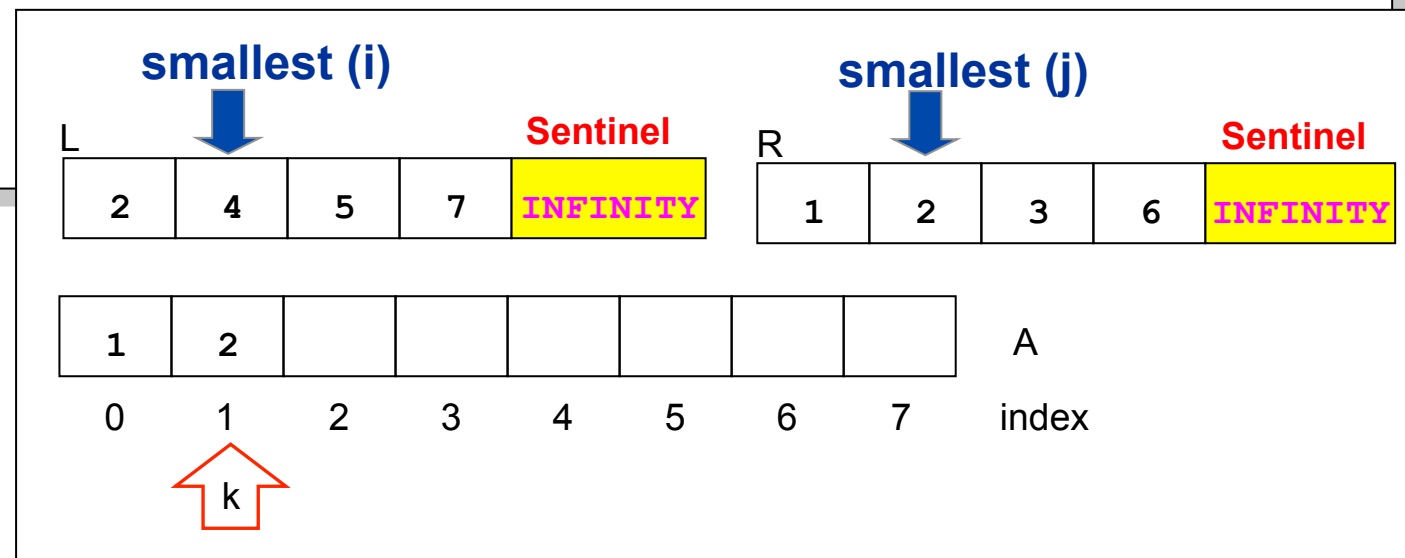 smallest (i) smallest (j)
L Sentinel R Sentinel
2 4 5 7 INFINITY 1 2 3 6 INFINITY
1 2 A
0 1 2 3 4 5 6 7 index
k